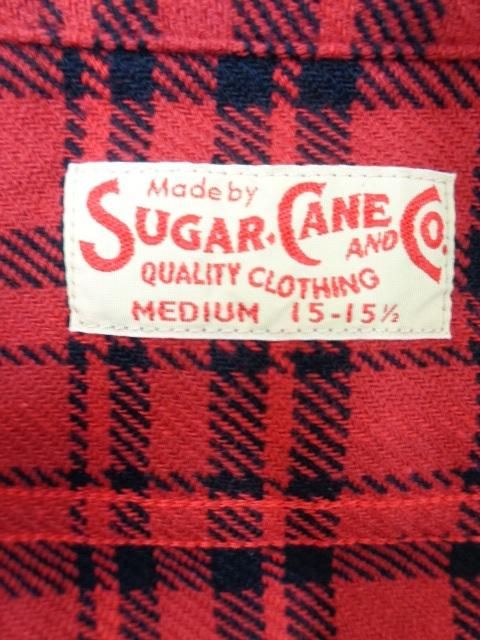 Made by
SUGAR·CANE AND CO.
QUALITY CLOTHING
MEDIUM 15-15½